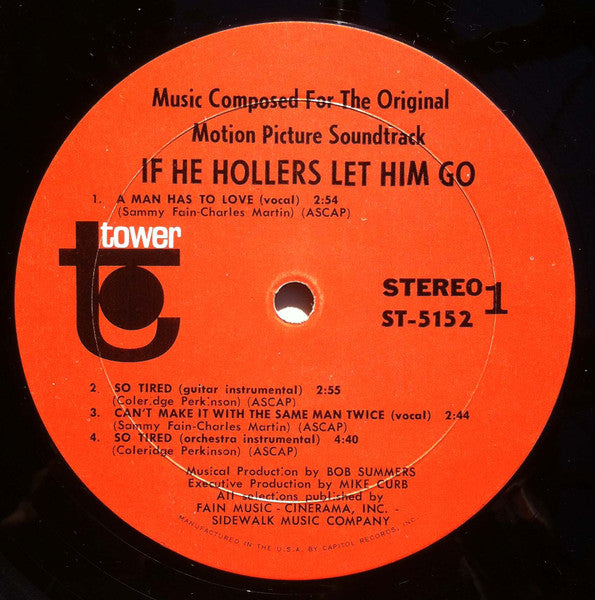 Music Composed For The Original
Motion Picture Soundtrack
IF HE HOLLERS LET HIM GO
1. A MAN HAS TO LOVE (vocal) 2:54
(Sammy Fain-Charles Martin) (ASCAP)
tower
STEREO 1
ST-5152
2. SO TIRED (guitar instrumental) 2:55
(Coleridge Perkinson) (ASCAP)
3. CAN'T MAKE IT WITH THE SAME MAN TWICE (vocal) 2:44
(Sammy Fain-Charles Martin) (ASCAP)
4. SO TIRED (orchestra instrumental) 4:40
(Coleridge Perkinson) (ASCAP)
Musical Production by BOB SUMMERS
Executive Production by MIKE CURB
All selections published by
FAIN MUSIC - CINERAMA, INC. -
SIDEWALK MUSIC COMPANY
MANUFACTURED IN THE U.S.A. BY CAPITOL RECORDS, INC.